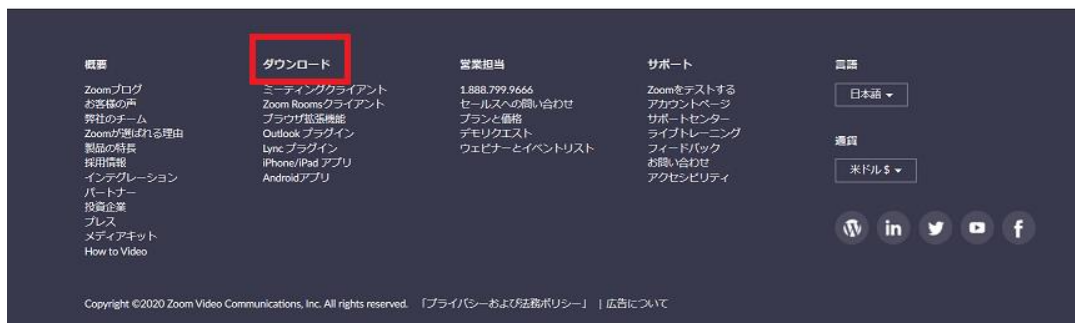 概要
Zoomブログ
お客様の声
弊社のチーム
Zoomが選ばれる理由
製品の特長
採用情報
インテグレーション
パートナー
投資企業
プレス
メディアキット
How to Video
ダウンロード
ミーティングクライアント
Zoom Roomsクライアント
ブラウザ拡張機能
Outlook プラグイン
Lync プラグイン
iPhone/iPad アプリ
Androidアプリ
営業担当
1.888.799.9666
セールスへの問い合わせ
プランと価格
デモリクエスト
ウェビナーとイベントリスト
サポート
Zoomをテストする
アカウントページ
サポートセンター
ライブトレーニング
フィードバック
お問い合わせ
アクセシビリティ
言語
日本語
通貨
米ドル $
in
f
Copyright ©2020 Zoom Video Communications, Inc. All rights reserved. 「プライバシーおよび法務ポリシー」 | 広告について